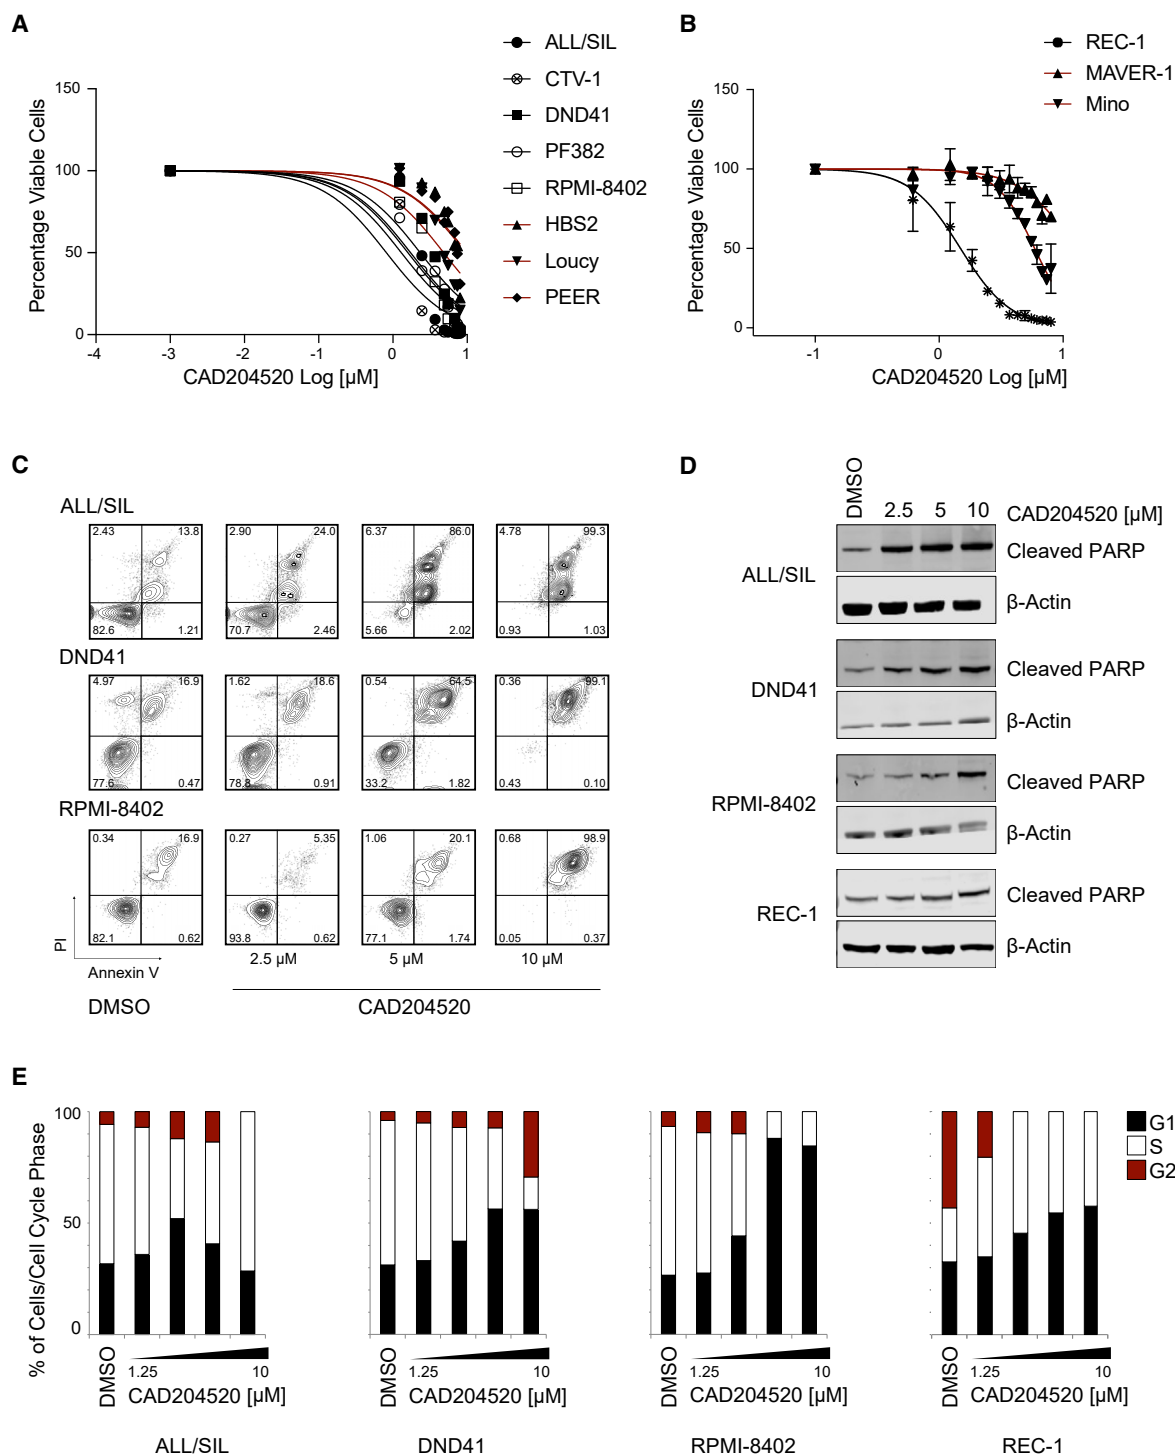 A
ALL/SIL
CTV-1
DND41
PF382
RPMI-8402
HBS2
Loucy
PEER
Percentage Viable Cells
150
100
50
0
-4 -3 -2 -1 0 1
CAD204520 Log [µM]
B
REC-1
MAVER-1
Mino
Percentage Viable Cells
150
100
50
0
-1 0 1
CAD204520 Log [µM]
C
ALL/SIL
2.43 13.8 2.90 24.0 6.37 86.0 4.78 99.3
82.6 1.21 70.7 2.46 5.66 2.02 0.93 1.03
DND41
4.97 16.9 1.62 18.6 0.54 64.5 0.36 99.1
77.6 0.47 78.8 0.91 33.2 1.82 0.43 0.10
RPMI-8402
0.34 16.9 0.27 5.35 1.06 20.1 0.68 98.9
82.1 0.62 93.8 0.62 77.1 1.74 0.05 0.37
PI
Annexin V
2.5 µM 5 µM 10 µM
DMSO CAD204520
D
DMSO 2.5 5 10 CAD204520 [µM]
ALL/SIL
Cleaved PARP
β-Actin
DND41
Cleaved PARP
β-Actin
RPMI-8402
Cleaved PARP
β-Actin
REC-1
Cleaved PARP
β-Actin
E
% of Cells/Cell Cycle Phase
100
50
0
G1
S
G2
DMSO 1.25 10 DMSO 1.25 10 DMSO 1.25 10 DMSO 1.25 10
CAD204520 [µM] CAD204520 [µM] CAD204520 [µM] CAD204520 [µM]
ALL/SIL DND41 RPMI-8402 REC-1